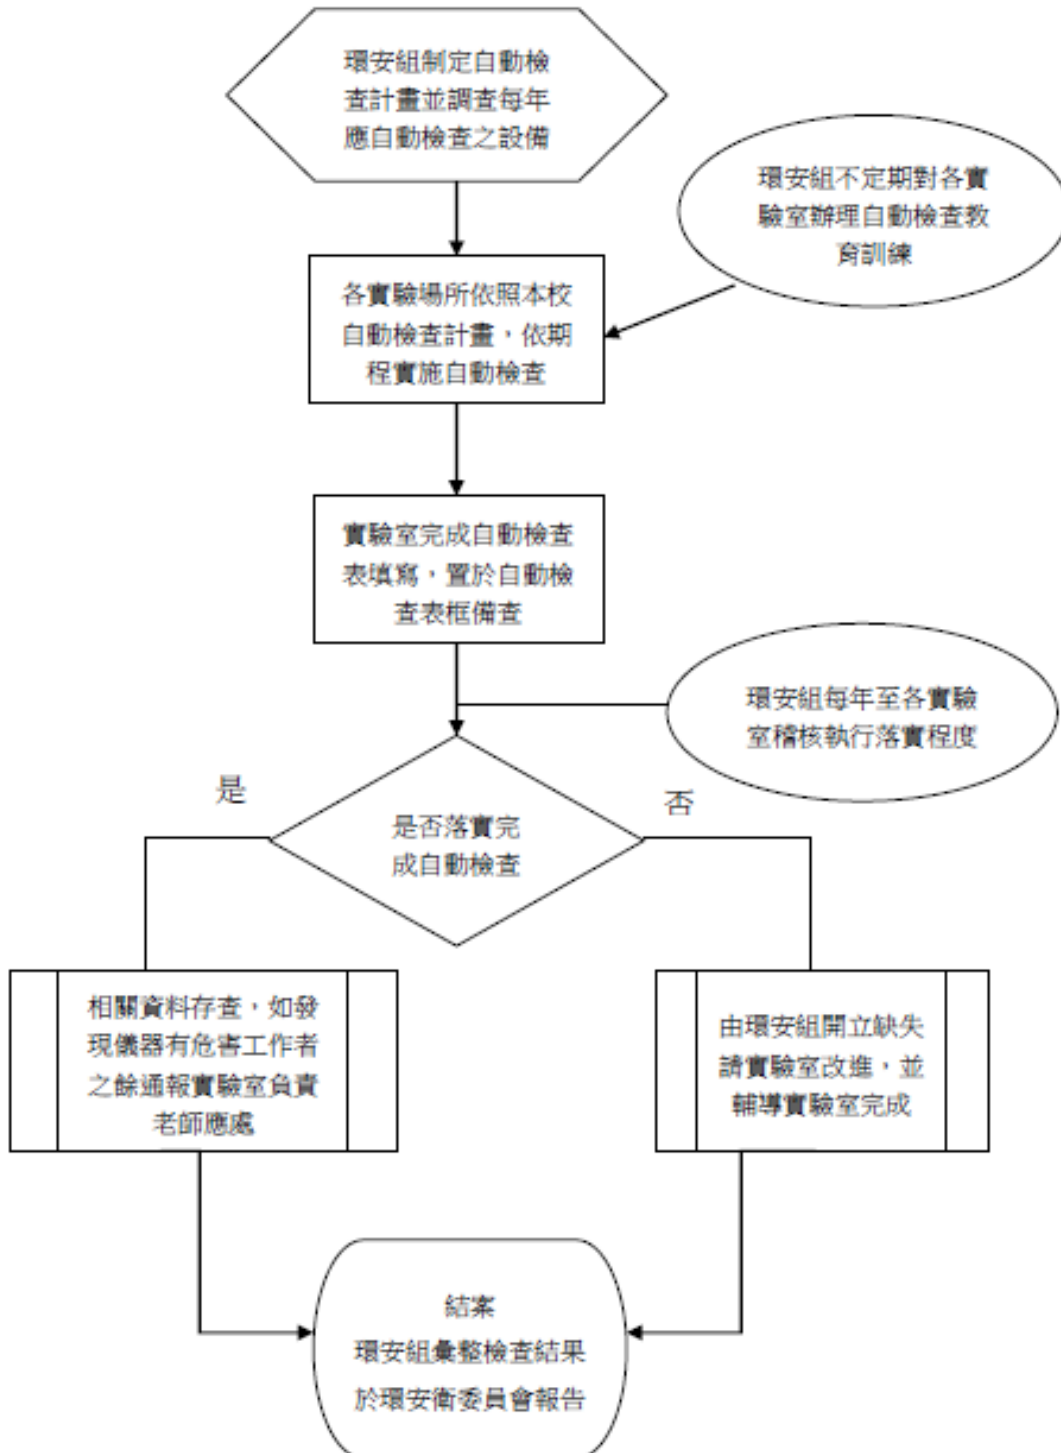 環安組制定自動檢
查計畫並調查每年
應自動檢查之設備
環安組不定期對各實
驗室辦理自動檢查教
育訓練
各實驗場所依照本校
自動檢查計畫，依期
程實施自動檢查
實驗室完成自動檢查
表填寫，置於自動檢
查表框備查
環安組每年至各實驗
室稽核執行落實程度
是
否
是否落實完
成自動檢查
相關資料存查，如發
現儀器有危害工作者
之餘通報實驗室負責
老師應處
由環安組開立缺失
請實驗室改進，並
輔導實驗室完成
結案
環安組彙整檢查結果
於環安衛委員會報告